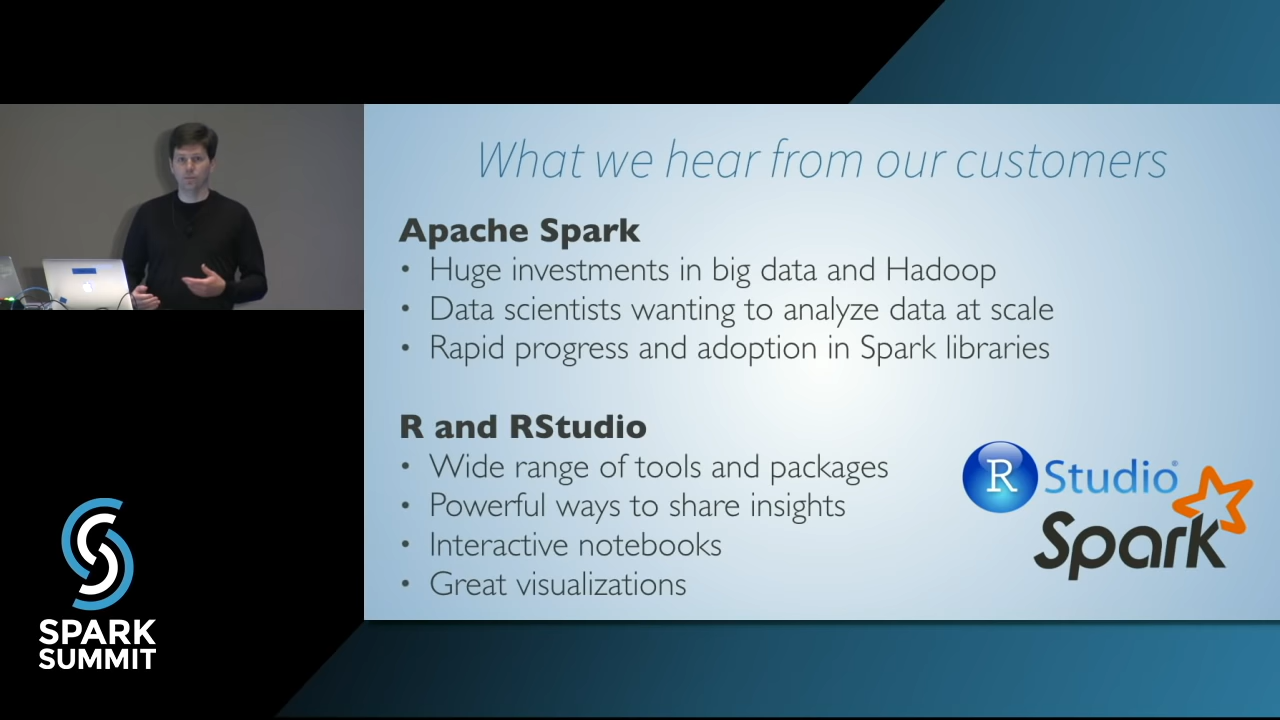 What we hear from our customers
Apache Spark
• Huge investments in big data and Hadoop
• Data scientists wanting to analyze data at scale
• Rapid progress and adoption in Spark libraries
R and RStudio
• Wide range of tools and packages
• Powerful ways to share insights
• Interactive notebooks
• Great visualizations
R Studio®
Spark
SPARK
SUMMIT